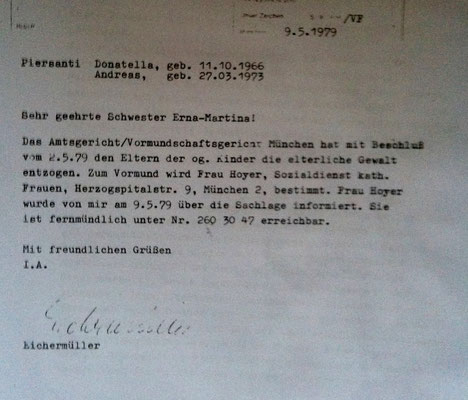 /VF
9.5.1979
Piersanti Donatella, geb. 11.10.1966
Andreas, geb. 27.03.1973
Sehr geehrte Schwester Erna-Martina!
Das Amtsgericht/Vormundschaftsgericht München hat mit Beschluß
vom 2.5.79 den Eltern der og. Kinder die elterliche Gewalt
entzogen. Zum Vormund wird Frau Hoyer, Sozialdienst kath.
Frauen, Herzogspitalstr. 9, München 2, bestimmt. Frau Hoyer
wurde von mir am 9.5.79 über die Sachlage informiert. Sie
ist fernmündlich unter Nr. 260 30 47 erreichbar.
Mit freundlichen Grüßen
I.A.
Eichermüller